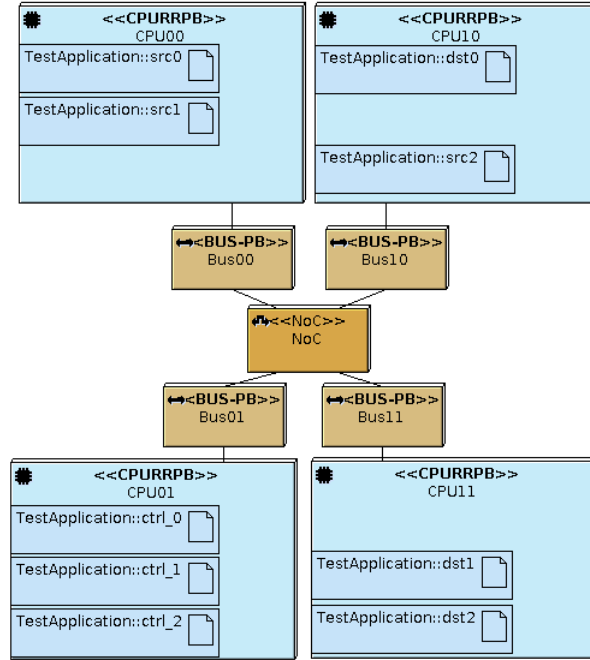 <<CPURRPB>>
CPU00
TestApplication::src0
TestApplication::src1
<<CPURRPB>>
CPU10
TestApplication::dst0
TestApplication::src2
<BUS-PB>>
Bus00
<BUS-PB>>
Bus10
<<NoC>>
NoC
<BUS-PB>>
Bus01
<BUS-PB>>
Bus11
<<CPURRPB>>
CPU01
TestApplication::ctrl_0
TestApplication::ctrl_1
TestApplication::ctrl_2
<<CPURRPB>>
CPU11
TestApplication::dst1
TestApplication::dst2